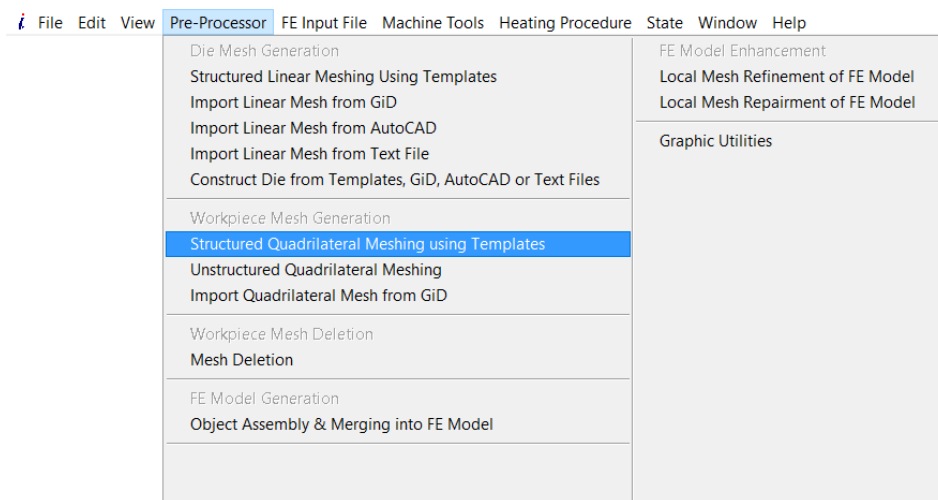 i File Edit View Pre-Processor FE Input File Machine Tools Heating Procedure State Window Help
Die Mesh Generation
Structured Linear Meshing Using Templates
Import Linear Mesh from GiD
Import Linear Mesh from AutoCAD
Import Linear Mesh from Text File
Construct Die from Templates, GiD, AutoCAD or Text Files
Workpiece Mesh Generation
Structured Quadrilateral Meshing using Templates
Unstructured Quadrilateral Meshing
Import Quadrilateral Mesh from GiD
Workpiece Mesh Deletion
Mesh Deletion
FE Model Generation
Object Assembly & Merging into FE Model
FE Model Enhancement
Local Mesh Refinement of FE Model
Local Mesh Repairment of FE Model
Graphic Utilities